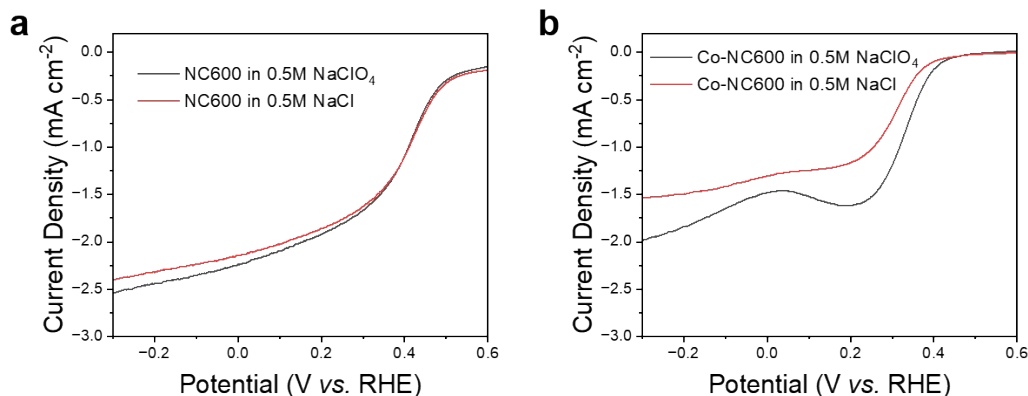 a
NC600 in 0.5M NaClO₄
NC600 in 0.5M NaCl
Current Density (mA cm⁻²)
0.0
−0.5
−1.0
−1.5
−2.0
−2.5
−3.0
−0.2
0.0
0.2
0.4
0.6
Potential (V vs. RHE)
b
Co-NC600 in 0.5M NaClO₄
Co-NC600 in 0.5M NaCl
Current Density (mA cm⁻²)
0.0
−0.5
−1.0
−1.5
−2.0
−2.5
−3.0
−0.2
0.0
0.2
0.4
0.6
Potential (V vs. RHE)